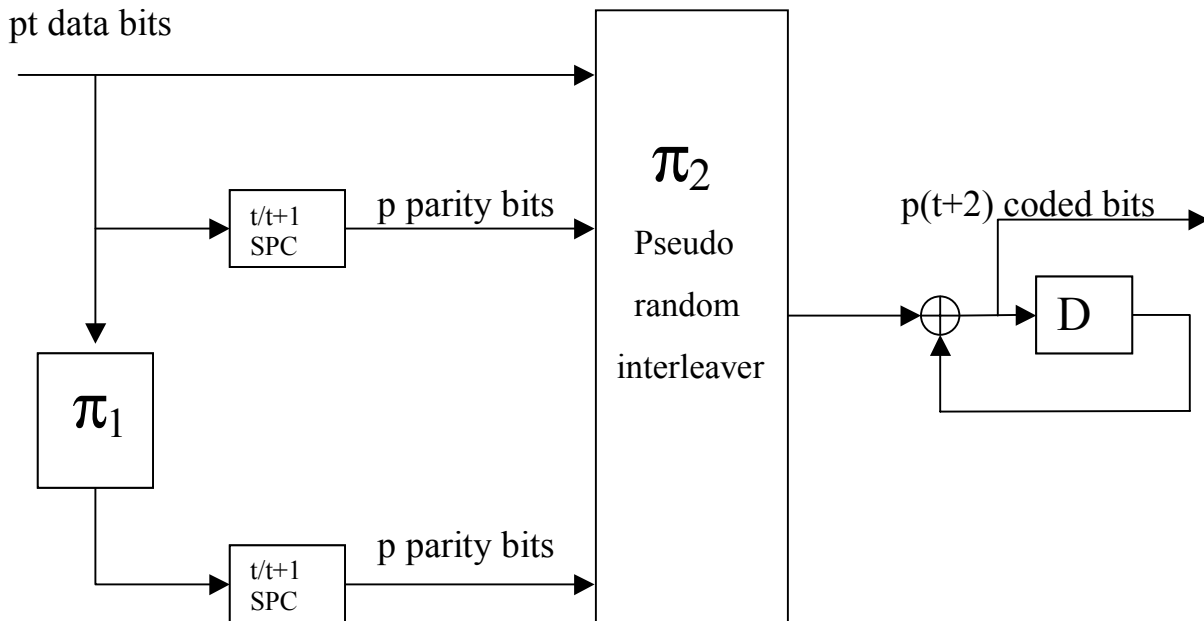 pt data bits
t/t+1
SPC
p parity bits
π₁
t/t+1
SPC
p parity bits
π₂
Pseudo
random
interleaver
p(t+2) coded bits
D